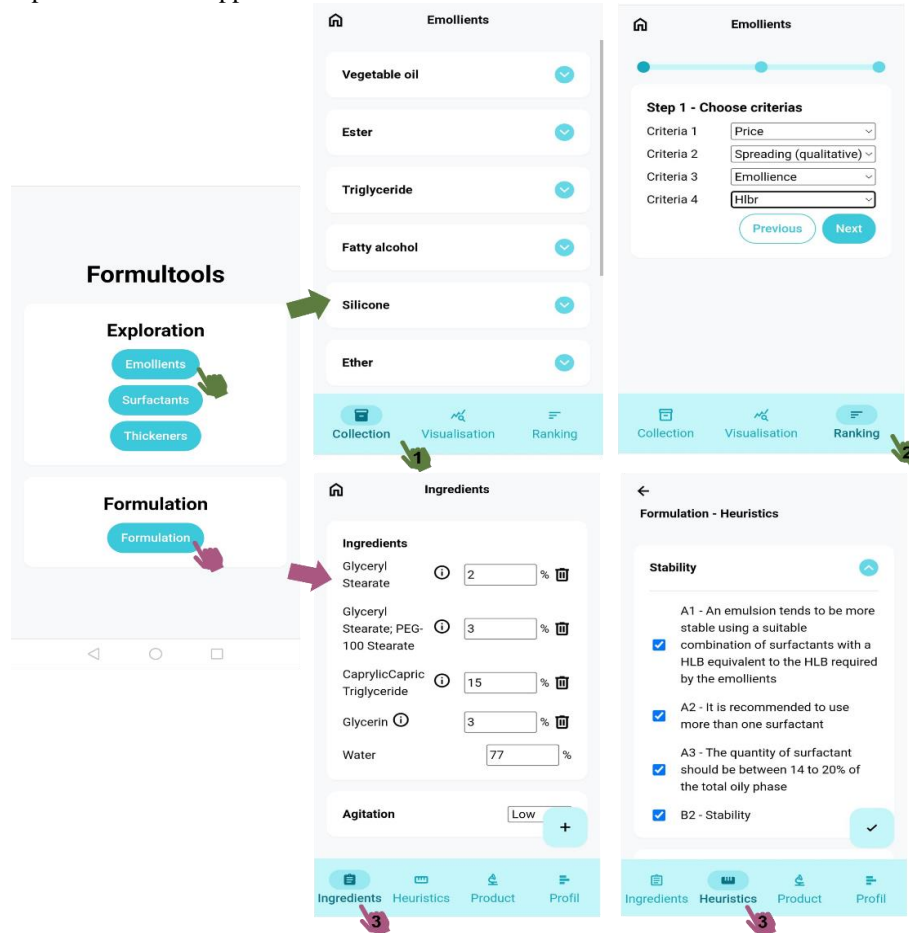 Formultools
Exploration
Emollients
Surfactants
Thickeners
Formulation
Formulation
Emollients
Vegetable oil
Ester
Triglyceride
Fatty alcohol
Silicone
Ether
Collection Visualisation Ranking
1
Emollients
Step 1 - Choose criterias
Criteria 1 Price
Criteria 2 Spreading (qualitative)
Criteria 3 Emollience
Criteria 4 Hlbr
Previous Next
Collection Visualisation Ranking
2
Ingredients
Ingredients
Glyceryl
Stearate 2 %
Glyceryl
Stearate; PEG-
100 Stearate 3 %
CaprylicCapric
Triglyceride 15 %
Glycerin 3 %
Water 77 %
Agitation Low
+
Ingredients Heuristics Product Profil
3
Formulation - Heuristics
Stability
A1 - An emulsion tends to be more
stable using a suitable
combination of surfactants with a
HLB equivalent to the HLB required
by the emollients
A2 - It is recommended to use
more than one surfactant
A3 - The quantity of surfactant
should be between 14 to 20% of
the total oily phase
B2 - Stability
Ingredients Heuristics Product Profil
3